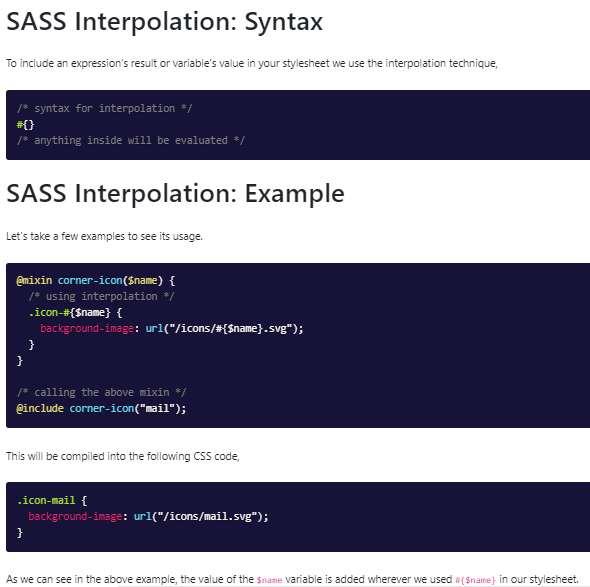 SASS Interpolation: Syntax
To include an expression's result or variable's value in your stylesheet we use the interpolation technique,
/* syntax for interpolation */
#{}
/* anything inside will be evaluated */
SASS Interpolation: Example
Let's take a few examples to see its usage.
@mixin corner-icon($name) {
  /* using interpolation */
  .icon-#{$name} {
    background-image: url("/icons/#{$name}.svg");
  }
}
/* calling the above mixin */
@include corner-icon("mail");
This will be compiled into the following CSS code,
.icon-mail {
  background-image: url("/icons/mail.svg");
}
As we can see in the above example, the value of the $name variable is added wherever we used #{$name} in our stylesheet.